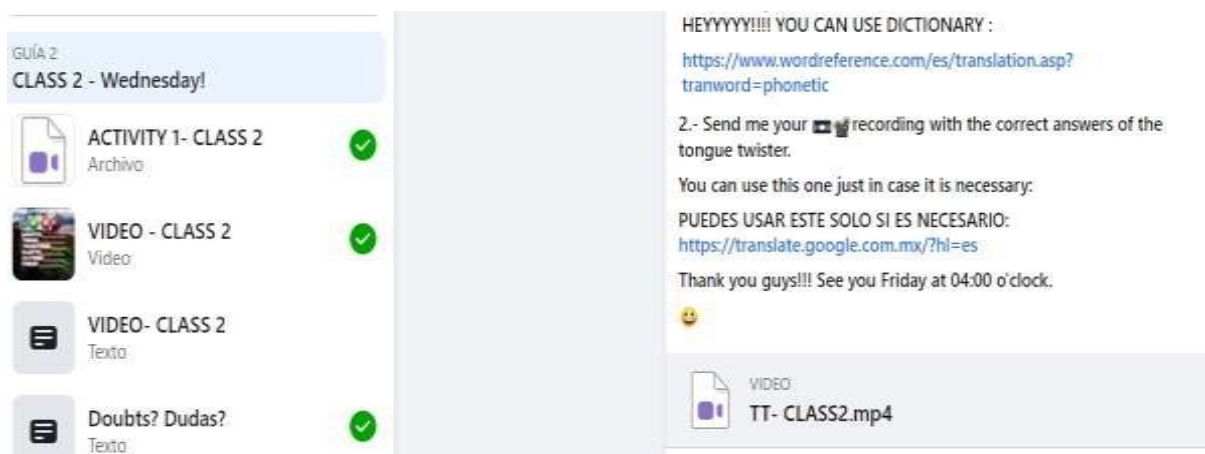 GUÍA 2
CLASS 2 - Wednesday!
ACTIVITY 1- CLASS 2
Archivo
VIDEO - CLASS 2
Video
VIDEO- CLASS 2
Texto
Doubts? Dudas?
Texto
HEYYYYY!!!! YOU CAN USE DICTIONARY :
https://www.wordreference.com/es/translation.asp?
tranword=phonetic
2.- Send me your 📼📽 recording with the correct answers of the
tongue twister.
You can use this one just in case it is necessary:
PUEDES USAR ESTE SOLO SI ES NECESARIO:
https://translate.google.com.mx/?hl=es
Thank you guys!!! See you Friday at 04:00 o'clock.
😃
VIDEO
TT- CLASS2.mp4